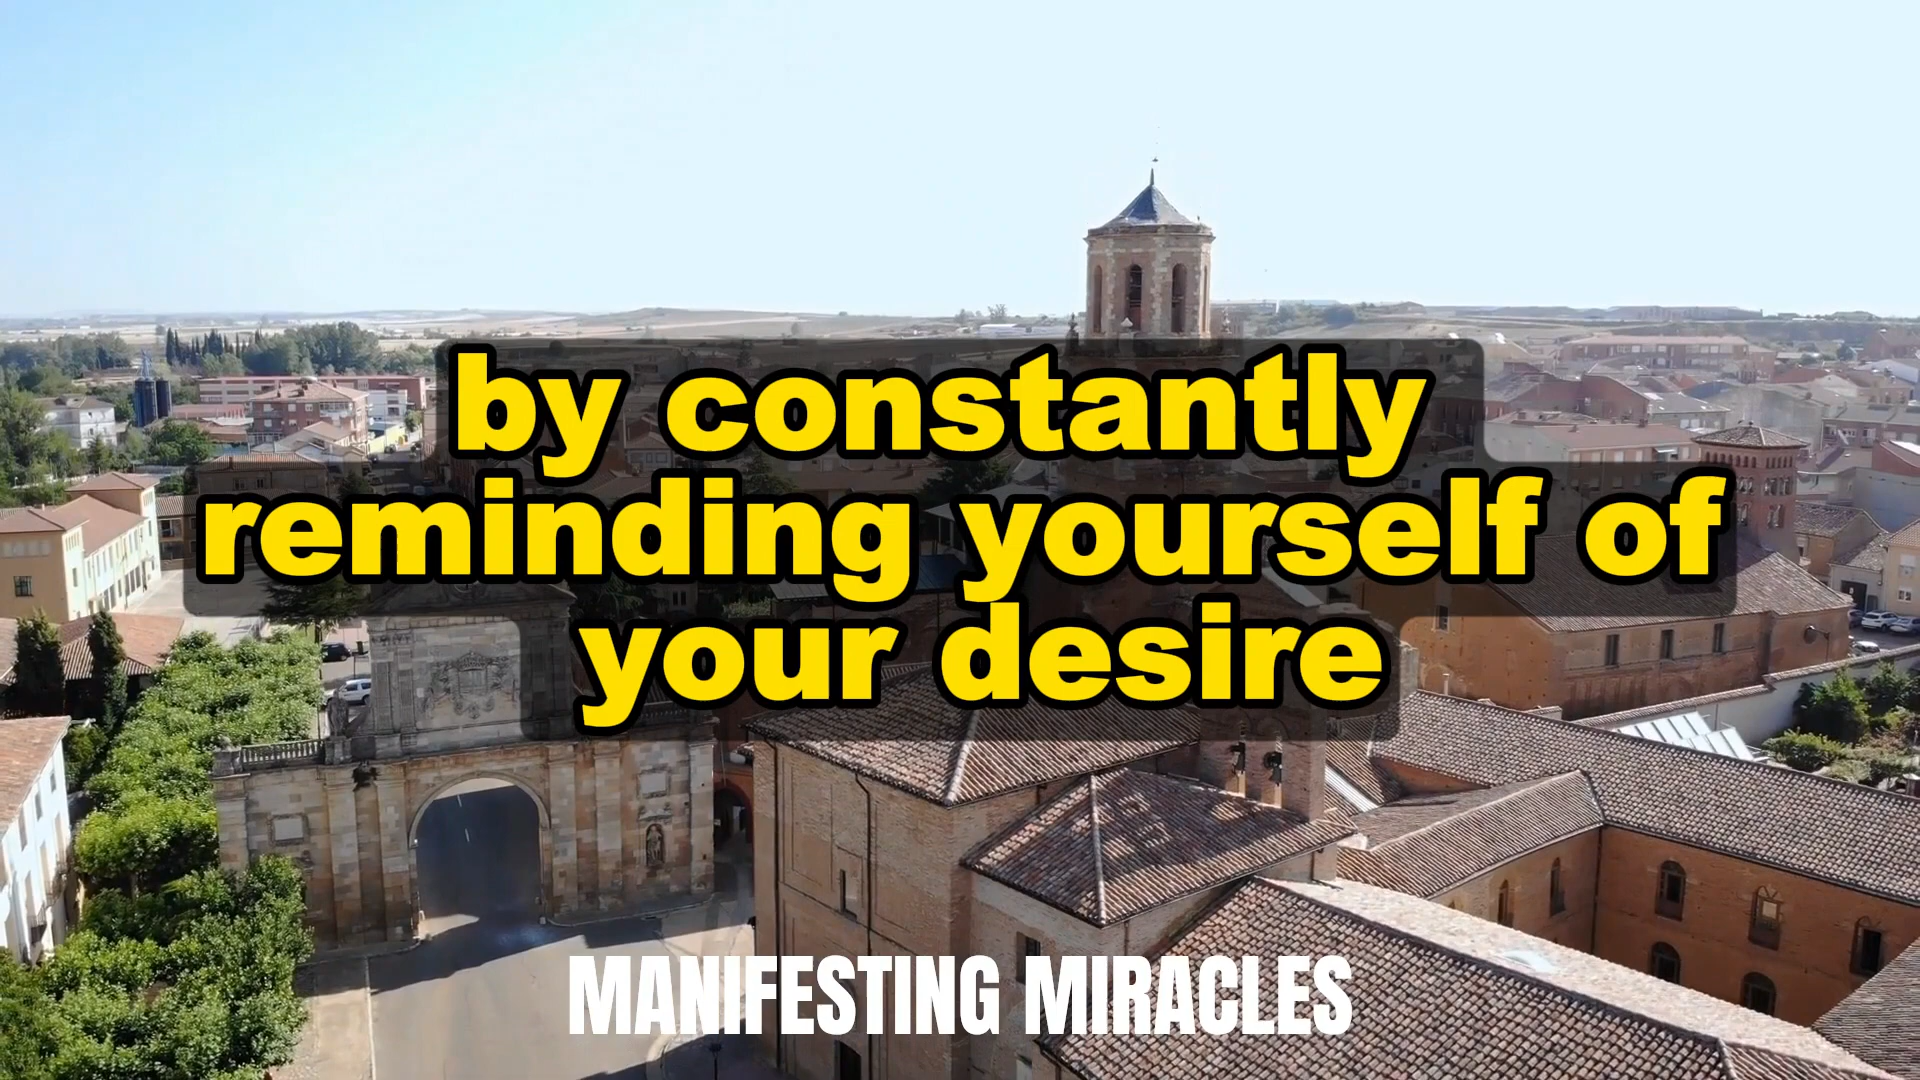 by constantly
reminding yourself of
your desire
MANIFESTING MIRACLES